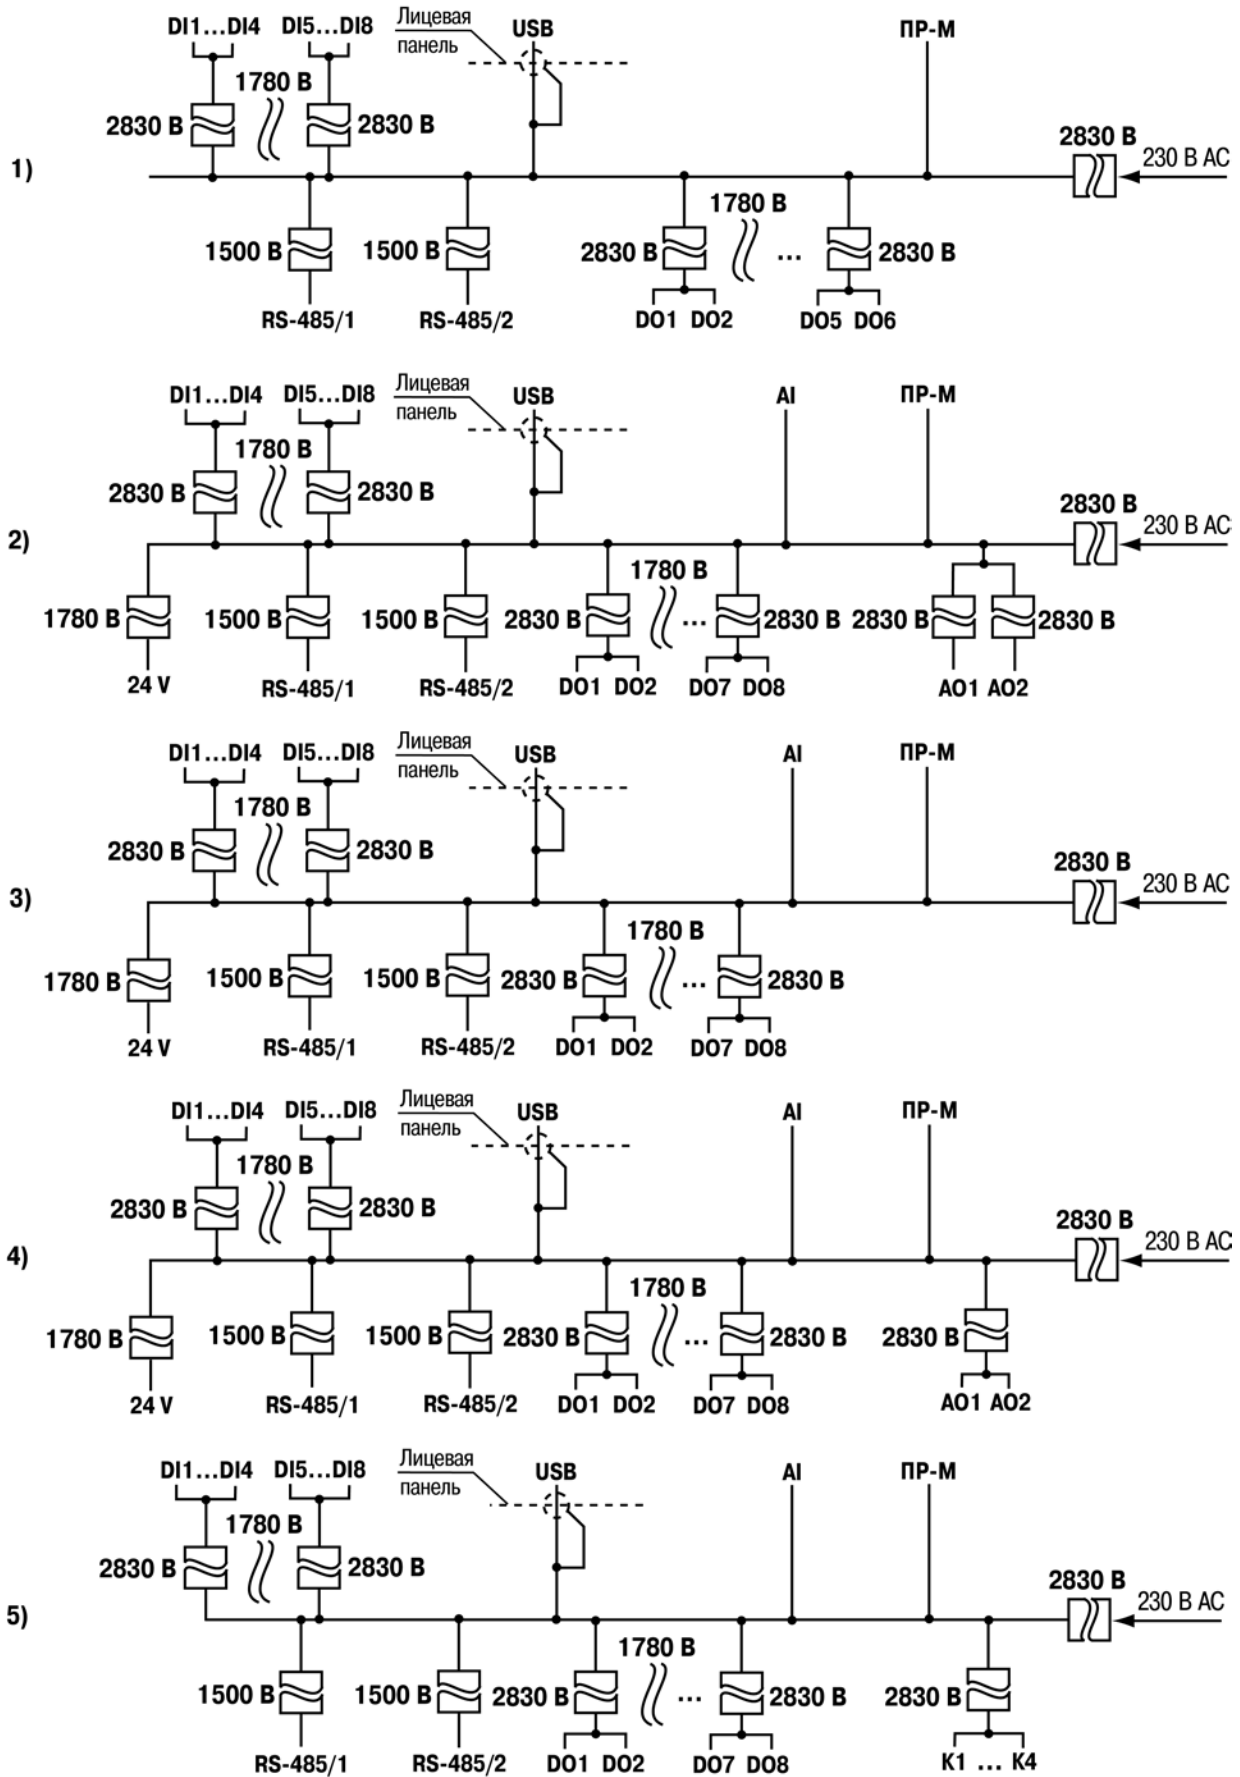 DI1...DI4 DI5...DI8 Лицевая панель USB ПР-М
1780 В
2830 В 2830 В 2830 В
1) 230 В AC
1780 В
1500 В 1500 В 2830 В ... 2830 В
RS-485/1 RS-485/2 DO1 DO2 DO5 DO6
DI1...DI4 DI5...DI8 Лицевая панель USB AI ПР-М
1780 В
2830 В 2830 В 2830 В
2) 230 В AC
1780 В
1780 В 1500 В 1500 В 2830 В ... 2830 В 2830 В 2830 В
24 V RS-485/1 RS-485/2 DO1 DO2 DO7 DO8 AO1 AO2
DI1...DI4 DI5...DI8 Лицевая панель USB AI ПР-М
1780 В
2830 В 2830 В 2830 В
3) 230 В AC
1780 В
1780 В 1500 В 1500 В 2830 В ... 2830 В
24 V RS-485/1 RS-485/2 DO1 DO2 DO7 DO8
DI1...DI4 DI5...DI8 Лицевая панель USB AI ПР-М
1780 В
2830 В 2830 В 2830 В
4) 230 В AC
1780 В
1780 В 1500 В 1500 В 2830 В ... 2830 В 2830 В
24 V RS-485/1 RS-485/2 DO1 DO2 DO7 DO8 AO1 AO2
DI1...DI4 DI5...DI8 Лицевая панель USB AI ПР-М
1780 В
2830 В 2830 В 2830 В
5) 230 В AC
1780 В
1500 В 1500 В 2830 В ... 2830 В 2830 В
RS-485/1 RS-485/2 DO1 DO2 DO7 DO8 K1 ... K4